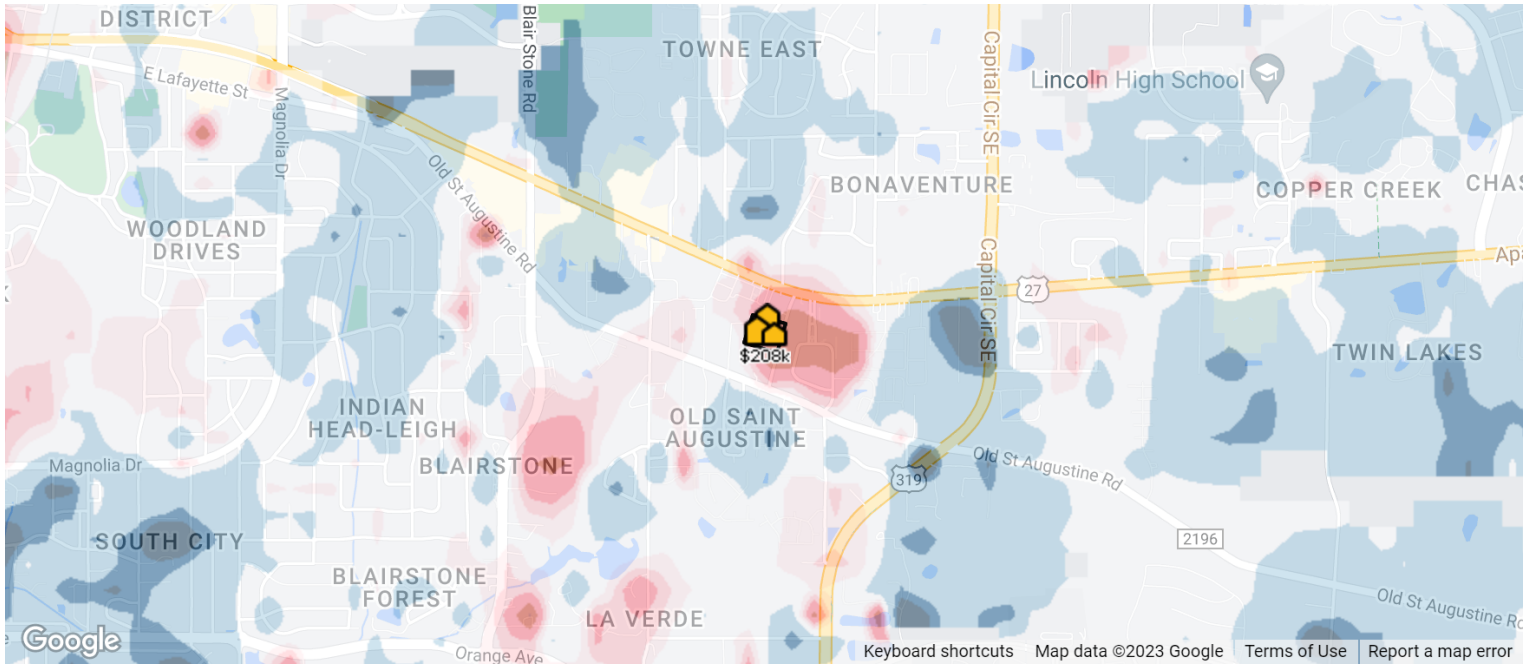 DISTRICT
Blair Stone Rd
TOWNE EAST
Capital Cir SE
Lincoln High School
E Lafayette St
Magnolia Dr
Old St Augustine Rd
BONAVENTURE
COPPER CREEK
CHAS
WOODLAND
DRIVES
Capital Cir SE
Apa
27
$208k
TWIN LAKES
INDIAN
HEAD-LEIGH
OLD SAINT
AUGUSTINE
Magnolia Dr
BLAIRSTONE
Old St Augustine Rd
319
SOUTH CITY
2196
BLAIRSTONE
FOREST
LA VERDE
Old St Augustine Rd
Google
Orange Ave
Keyboard shortcuts
Map data ©2023 Google
Terms of Use
Report a map error